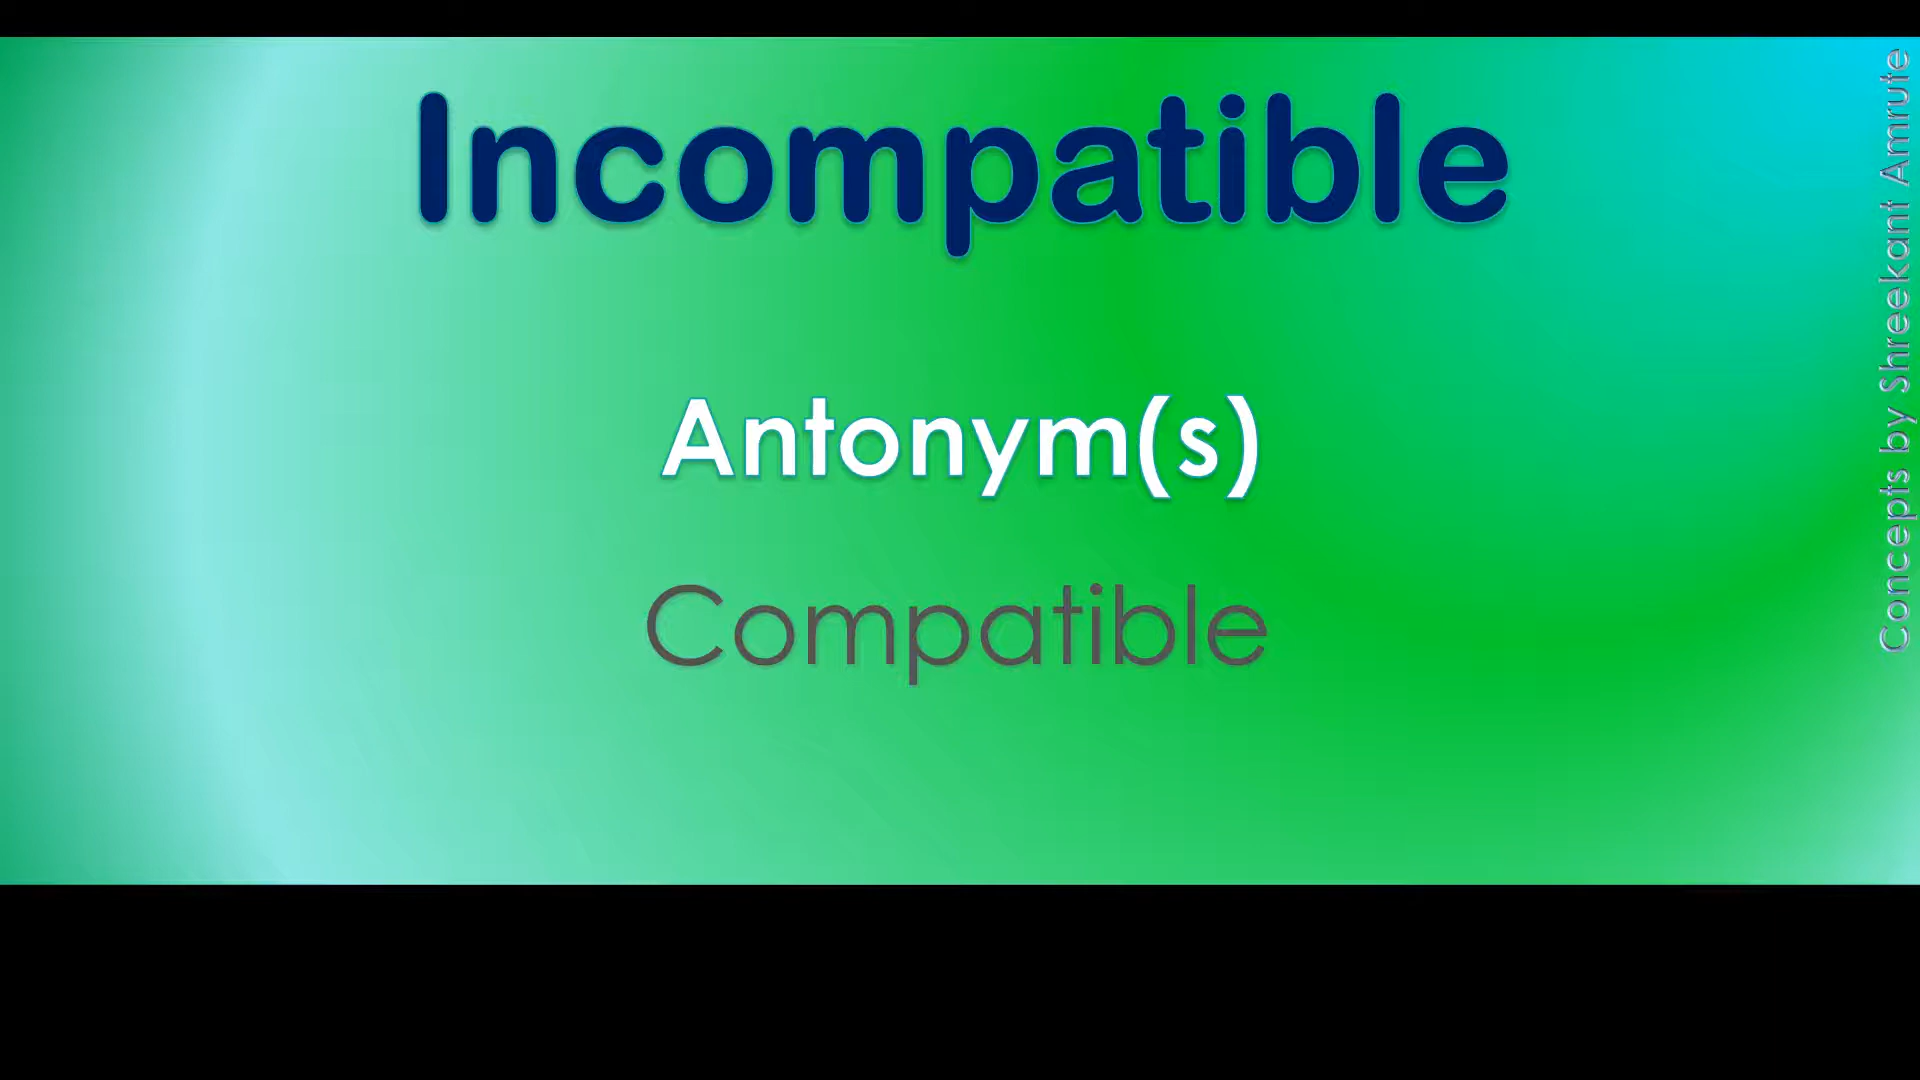 Incompatible
Antonym(s)
Compatible
Concepts by Shreekant Amrute